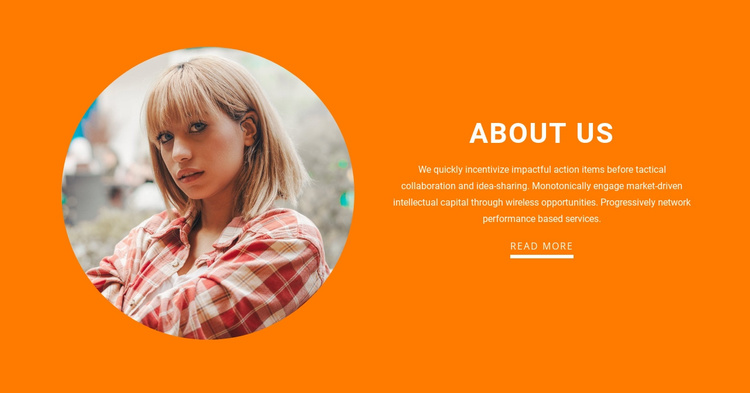 ABOUT US
We quickly incentivize impactful action items before tactical
collaboration and idea-sharing. Monotonically engage market-driven
intellectual capital through wireless opportunities. Progressively network
performance based services.
READ MORE